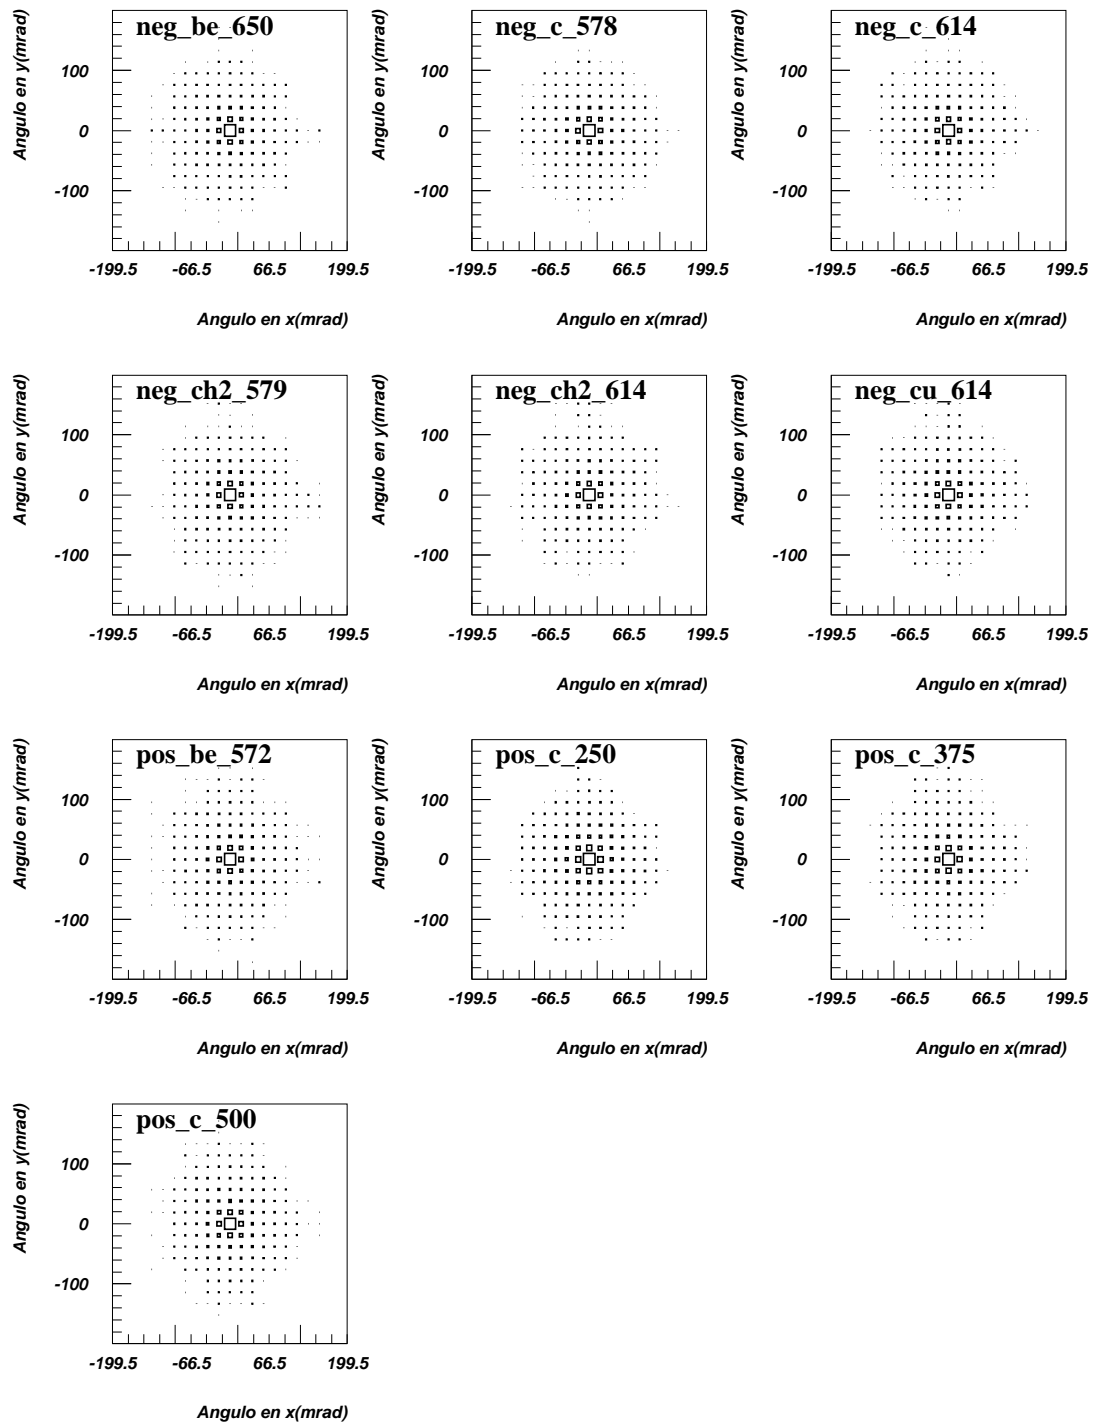 neg_be_650
Angulo en y(mrad)
100
0
-100
-199.5 -66.5 66.5 199.5
Angulo en x(mrad)
neg_c_578
Angulo en y(mrad)
100
0
-100
-199.5 -66.5 66.5 199.5
Angulo en x(mrad)
neg_c_614
Angulo en y(mrad)
100
0
-100
-199.5 -66.5 66.5 199.5
Angulo en x(mrad)
neg_ch2_579
Angulo en y(mrad)
100
0
-100
-199.5 -66.5 66.5 199.5
Angulo en x(mrad)
neg_ch2_614
Angulo en y(mrad)
100
0
-100
-199.5 -66.5 66.5 199.5
Angulo en x(mrad)
neg_cu_614
Angulo en y(mrad)
100
0
-100
-199.5 -66.5 66.5 199.5
Angulo en x(mrad)
pos_be_572
Angulo en y(mrad)
100
0
-100
-199.5 -66.5 66.5 199.5
Angulo en x(mrad)
pos_c_250
Angulo en y(mrad)
100
0
-100
-199.5 -66.5 66.5 199.5
Angulo en x(mrad)
pos_c_375
Angulo en y(mrad)
100
0
-100
-199.5 -66.5 66.5 199.5
Angulo en x(mrad)
pos_c_500
Angulo en y(mrad)
100
0
-100
-199.5 -66.5 66.5 199.5
Angulo en x(mrad)